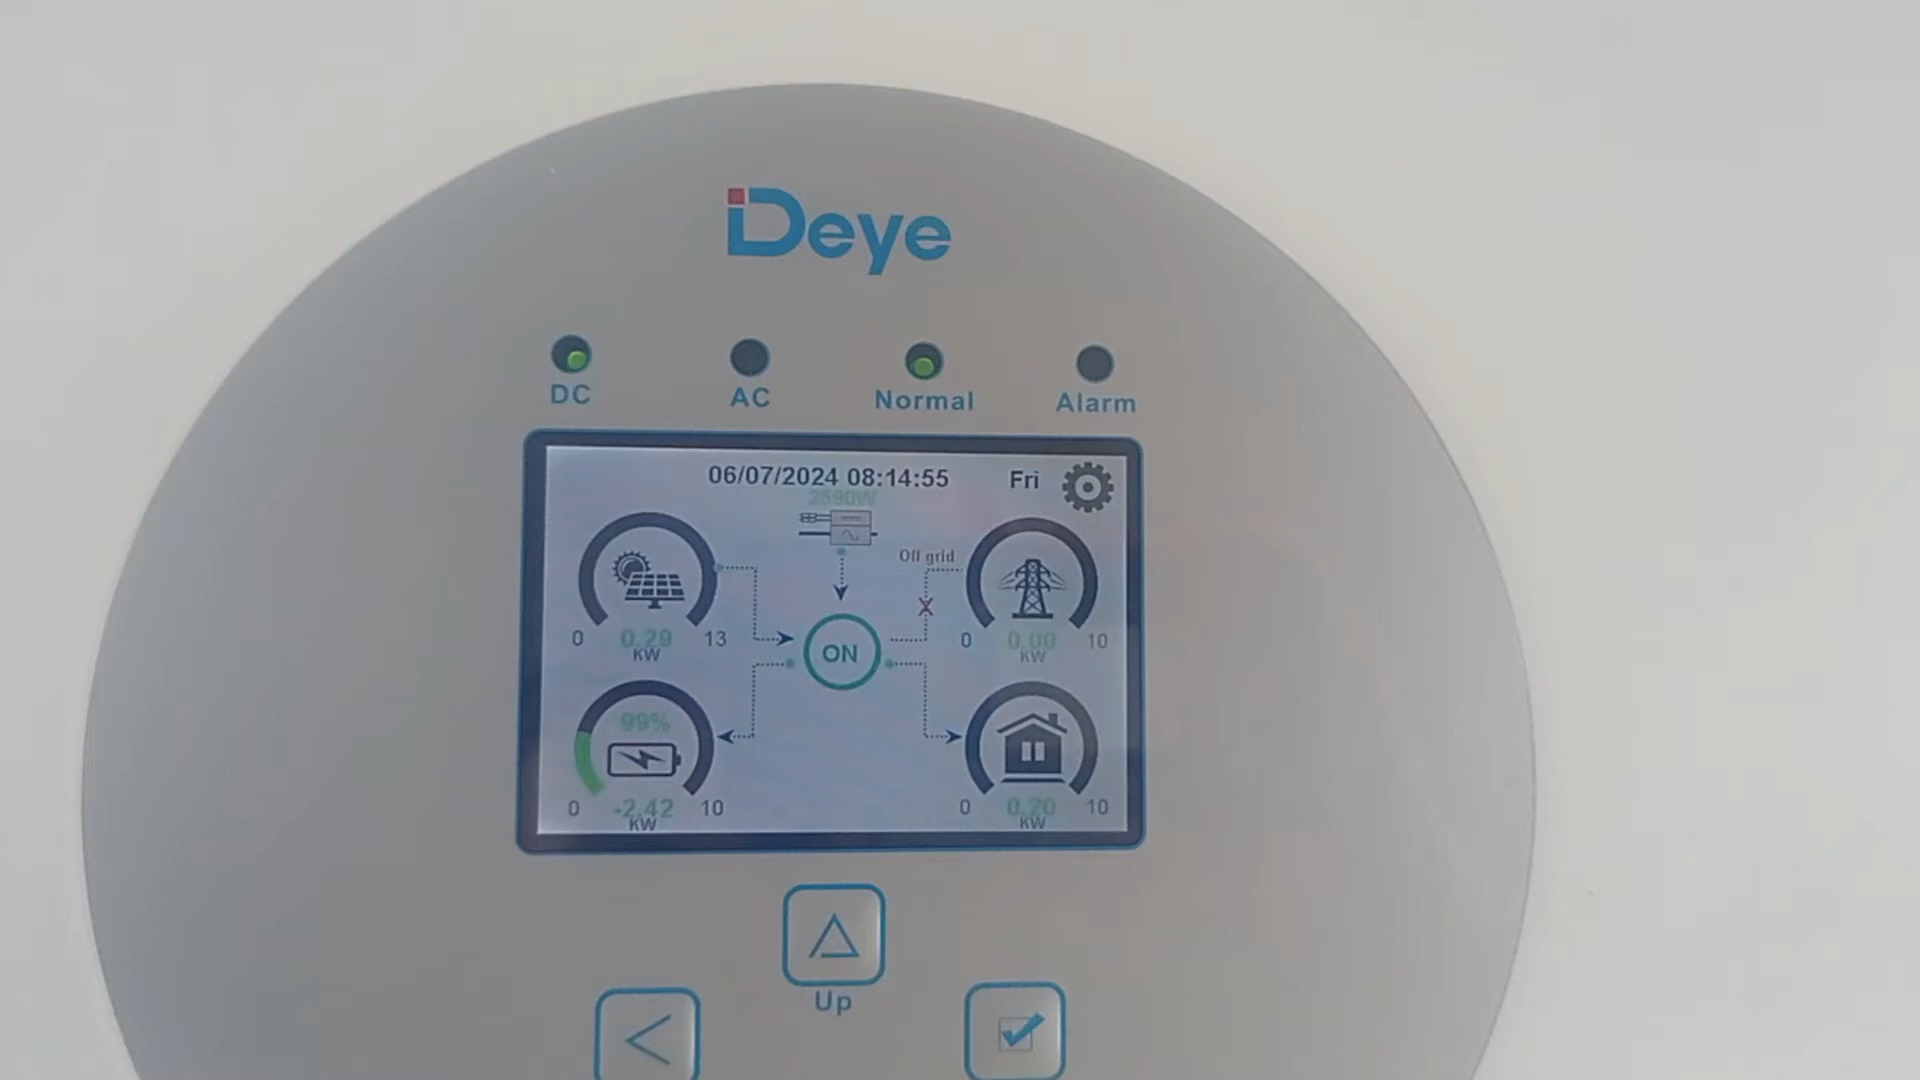 Deye
DC AC Normal Alarm
06/07/2024 08:14:55 Fri
2590W
Off grid
0 0.29 13
KW
ON
0 0.00 10
KW
99%
0 -2.42 10
KW
0 0.20 10
KW
Up